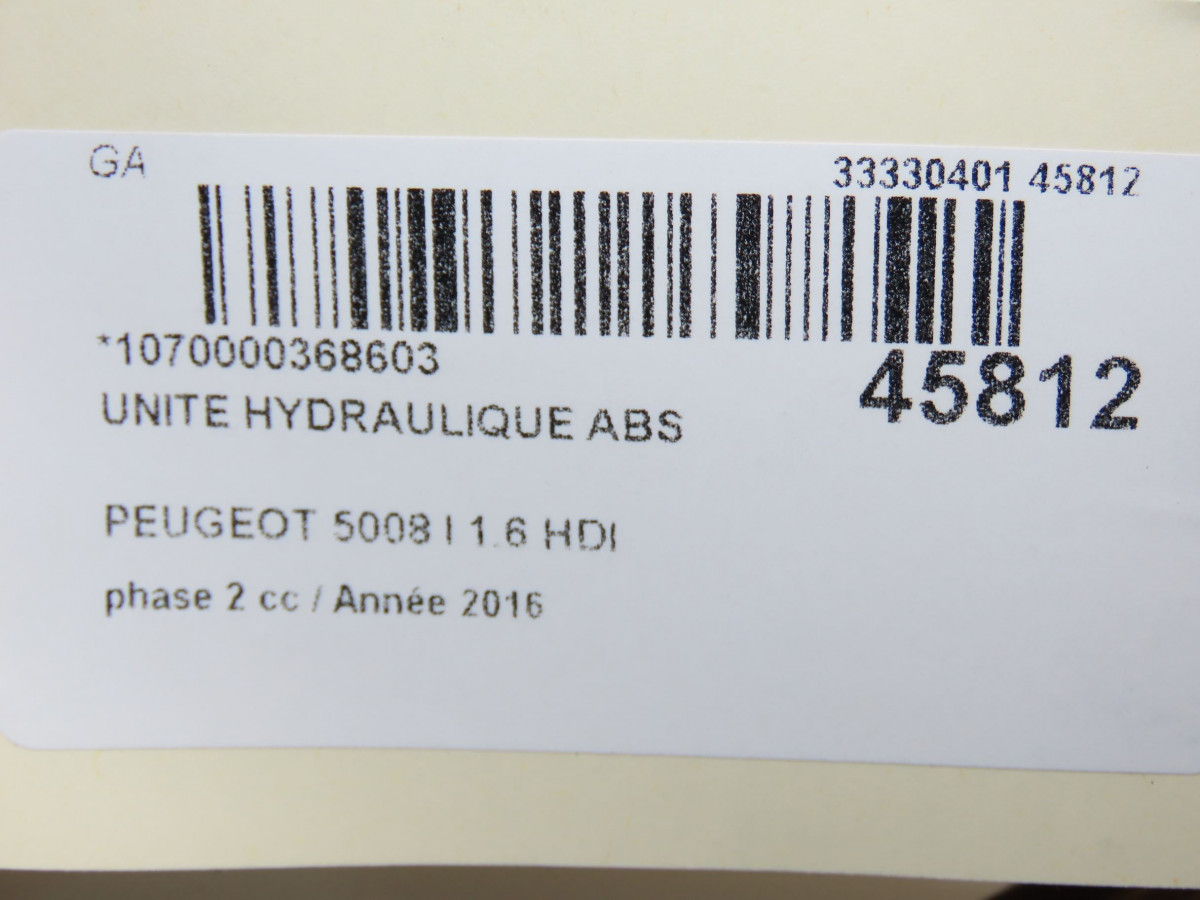 GA
33330401 45812
*1070000368603
45812
UNITE HYDRAULIQUE ABS
PEUGEOT 5008 I 1.6 HDI
phase 2 cc / Année 2016